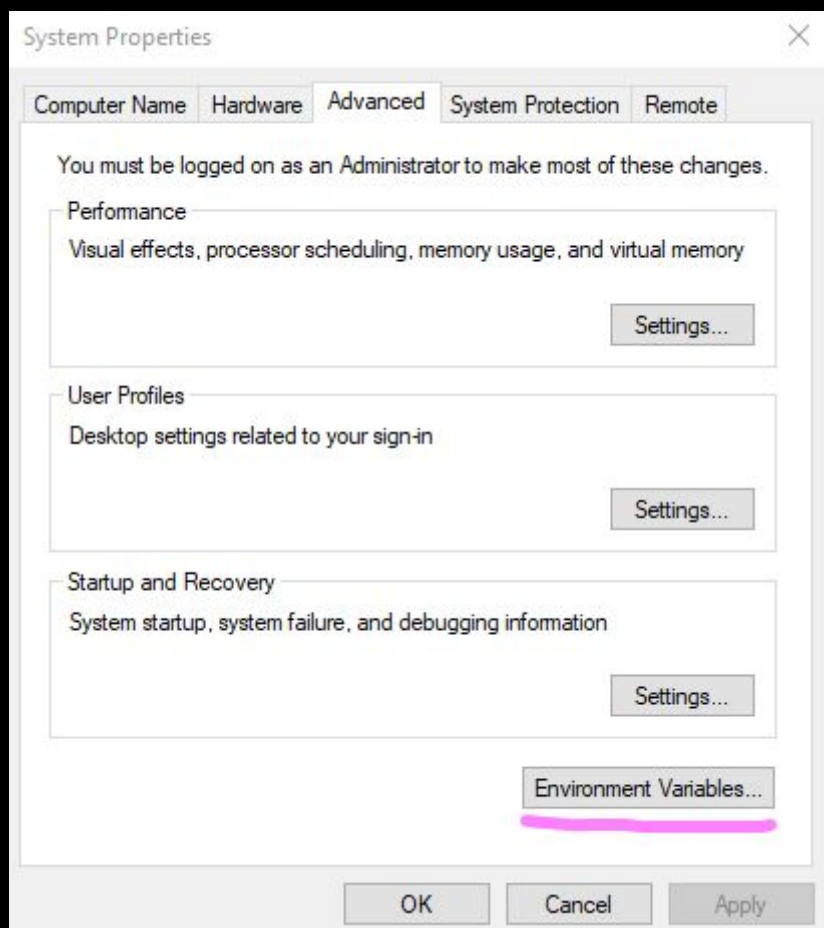 System Properties
Computer Name Hardware Advanced System Protection Remote
You must be logged on as an Administrator to make most of these changes.
Performance
Visual effects, processor scheduling, memory usage, and virtual memory
Settings...
User Profiles
Desktop settings related to your sign-in
Settings...
Startup and Recovery
System startup, system failure, and debugging information
Settings...
Environment Variables...
OK Cancel Apply